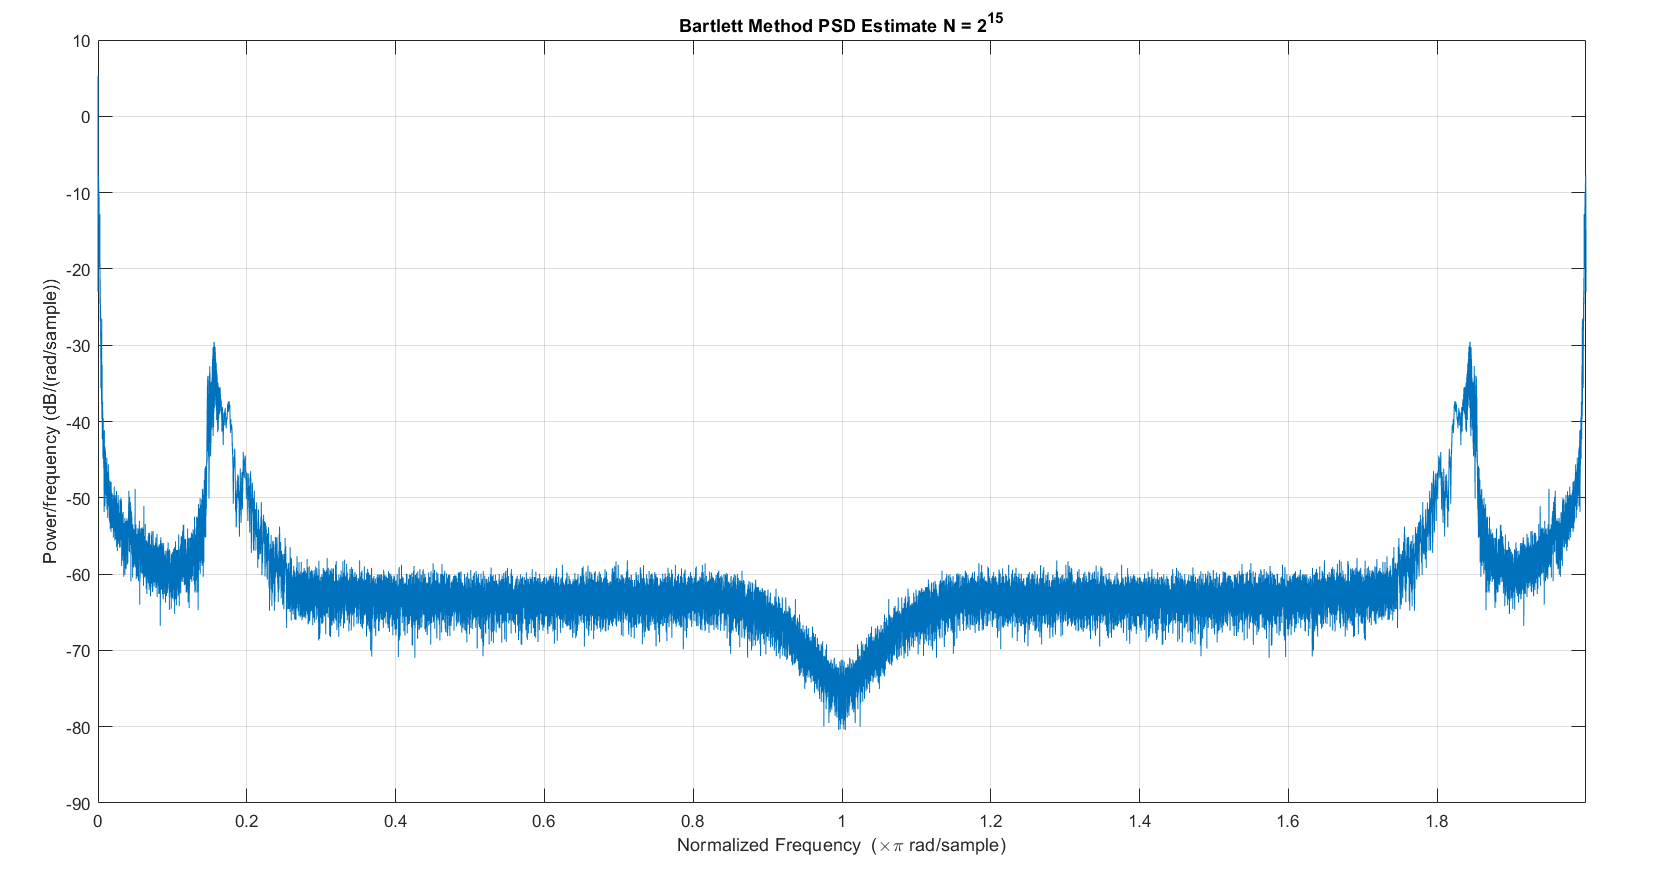 Bartlett Method PSD Estimate N = 2^15
10
0
-10
-20
-30
-40
-50
-60
-70
-80
-90
Power/frequency (dB/(rad/sample))
0 0.2 0.4 0.6 0.8 1 1.2 1.4 1.6 1.8
Normalized Frequency (×π rad/sample)